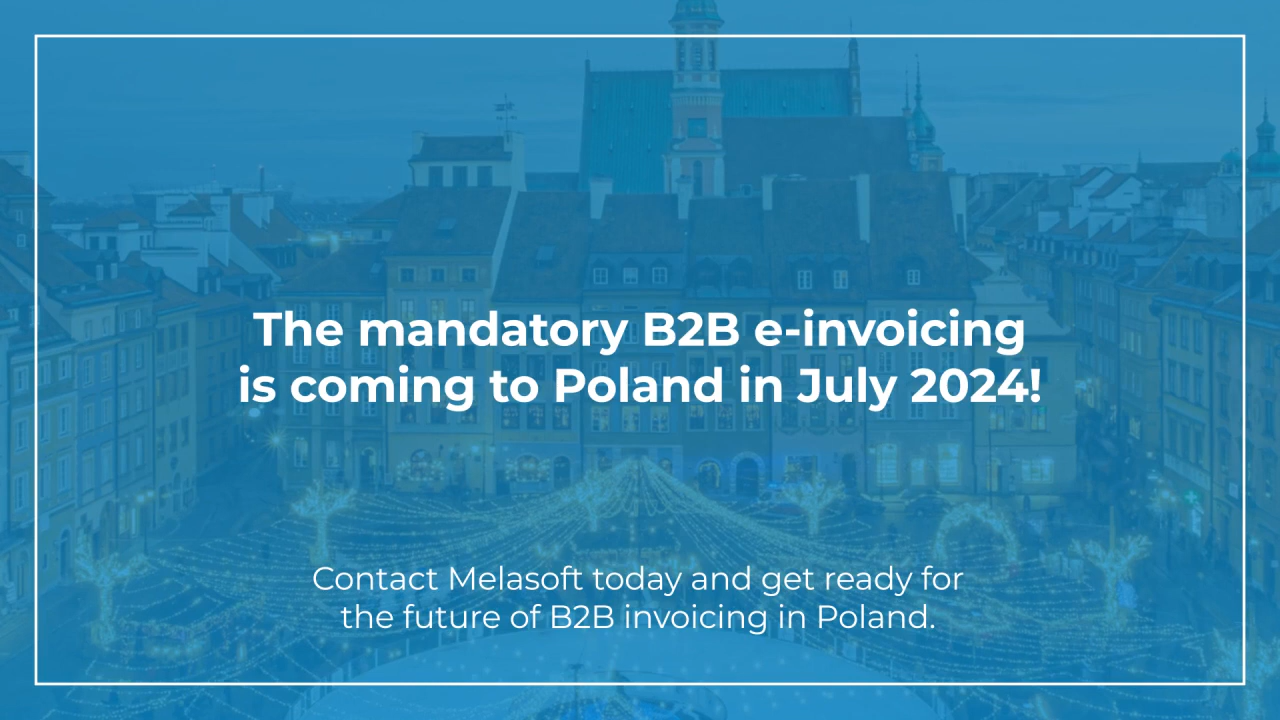 The mandatory B2B e-invoicing
is coming to Poland in July 2024!
Contact Melasoft today and get ready for
the future of B2B invoicing in Poland.